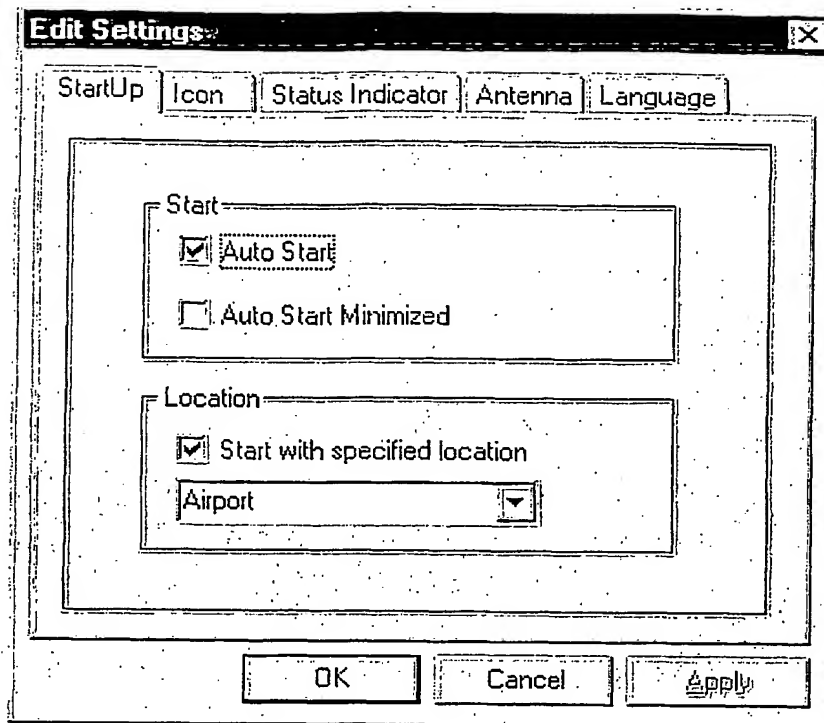 Edit Settings
StartUp Icon Status Indicator Antenna Language
Start
Auto Start
Auto Start Minimized
Location
Start with specified location
Airport
OK Cancel Apply